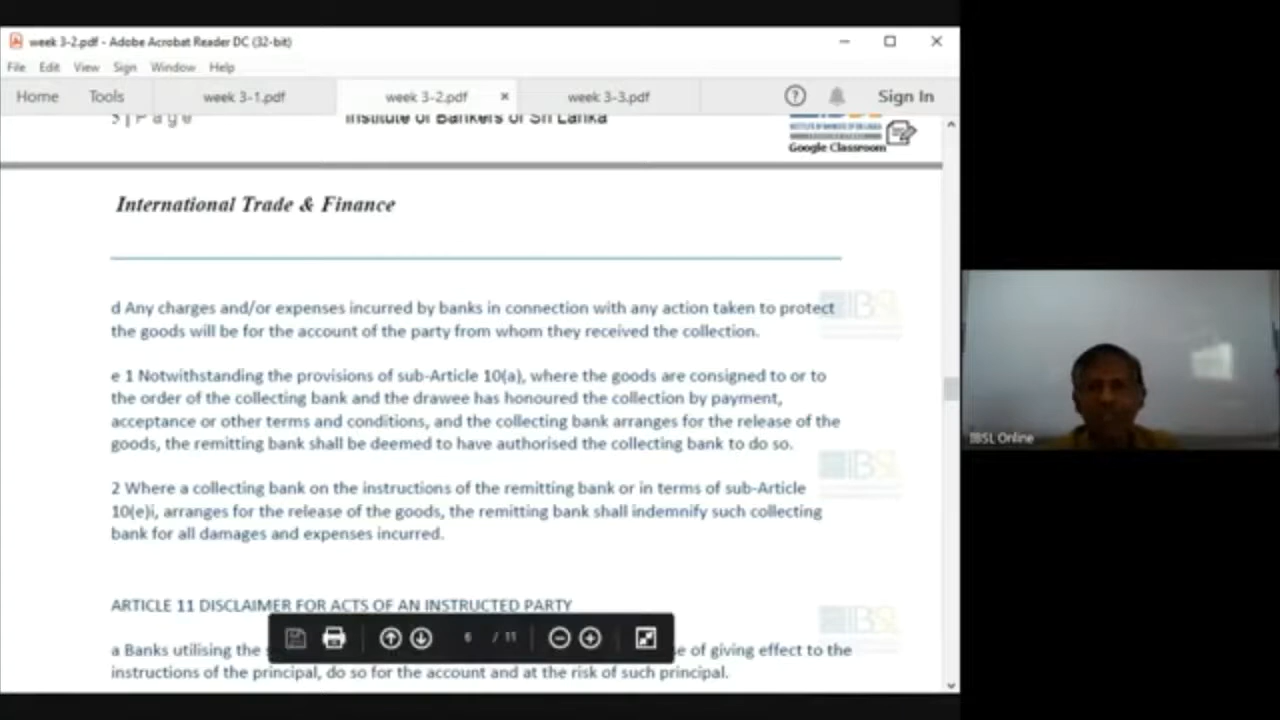 week 3-2.pdf - Adobe Acrobat Reader DC (32-bit)
File Edit View Sign Window Help
Home Tools week 3-1.pdf week 3-2.pdf × week 3-3.pdf ? Sign In
Page Institute of Bankers of Sri Lanka
Google Classroom
International Trade & Finance
d Any charges and/or expenses incurred by banks in connection with any action taken to protect
the goods will be for the account of the party from whom they received the collection.
e 1 Notwithstanding the provisions of sub-Article 10(a), where the goods are consigned to or to
the order of the collecting bank and the drawee has honoured the collection by payment,
acceptance or other terms and conditions, and the collecting bank arranges for the release of the
goods, the remitting bank shall be deemed to have authorised the collecting bank to do so.
2 Where a collecting bank on the instructions of the remitting bank or in terms of sub-Article
10(e)i, arranges for the release of the goods, the remitting bank shall indemnify such collecting
bank for all damages and expenses incurred.
ARTICLE 11 DISCLAIMER FOR ACTS OF AN INSTRUCTED PARTY
6 / 11
a Banks utilising the se of giving effect to the
instructions of the principal, do so for the account and at the risk of such principal.
IBSL
IBSL
IBSL
IBSL Online